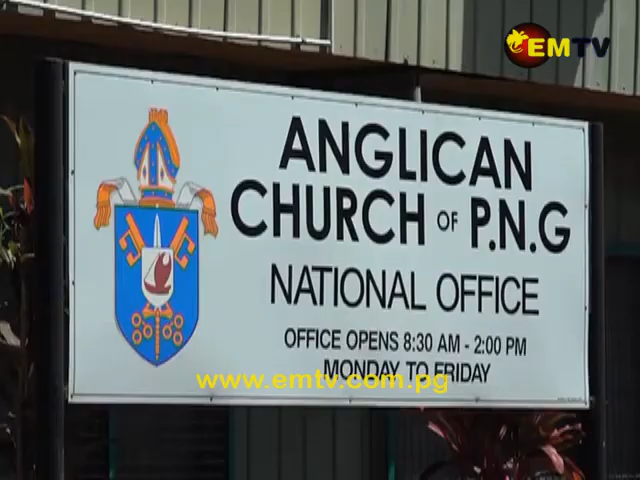 EMTV
ANGLICAN
CHURCH OF P.N.G
NATIONAL OFFICE
OFFICE OPENS 8:30 AM - 2:00 PM
MONDAY TO FRIDAY
www.emtv.com.pg